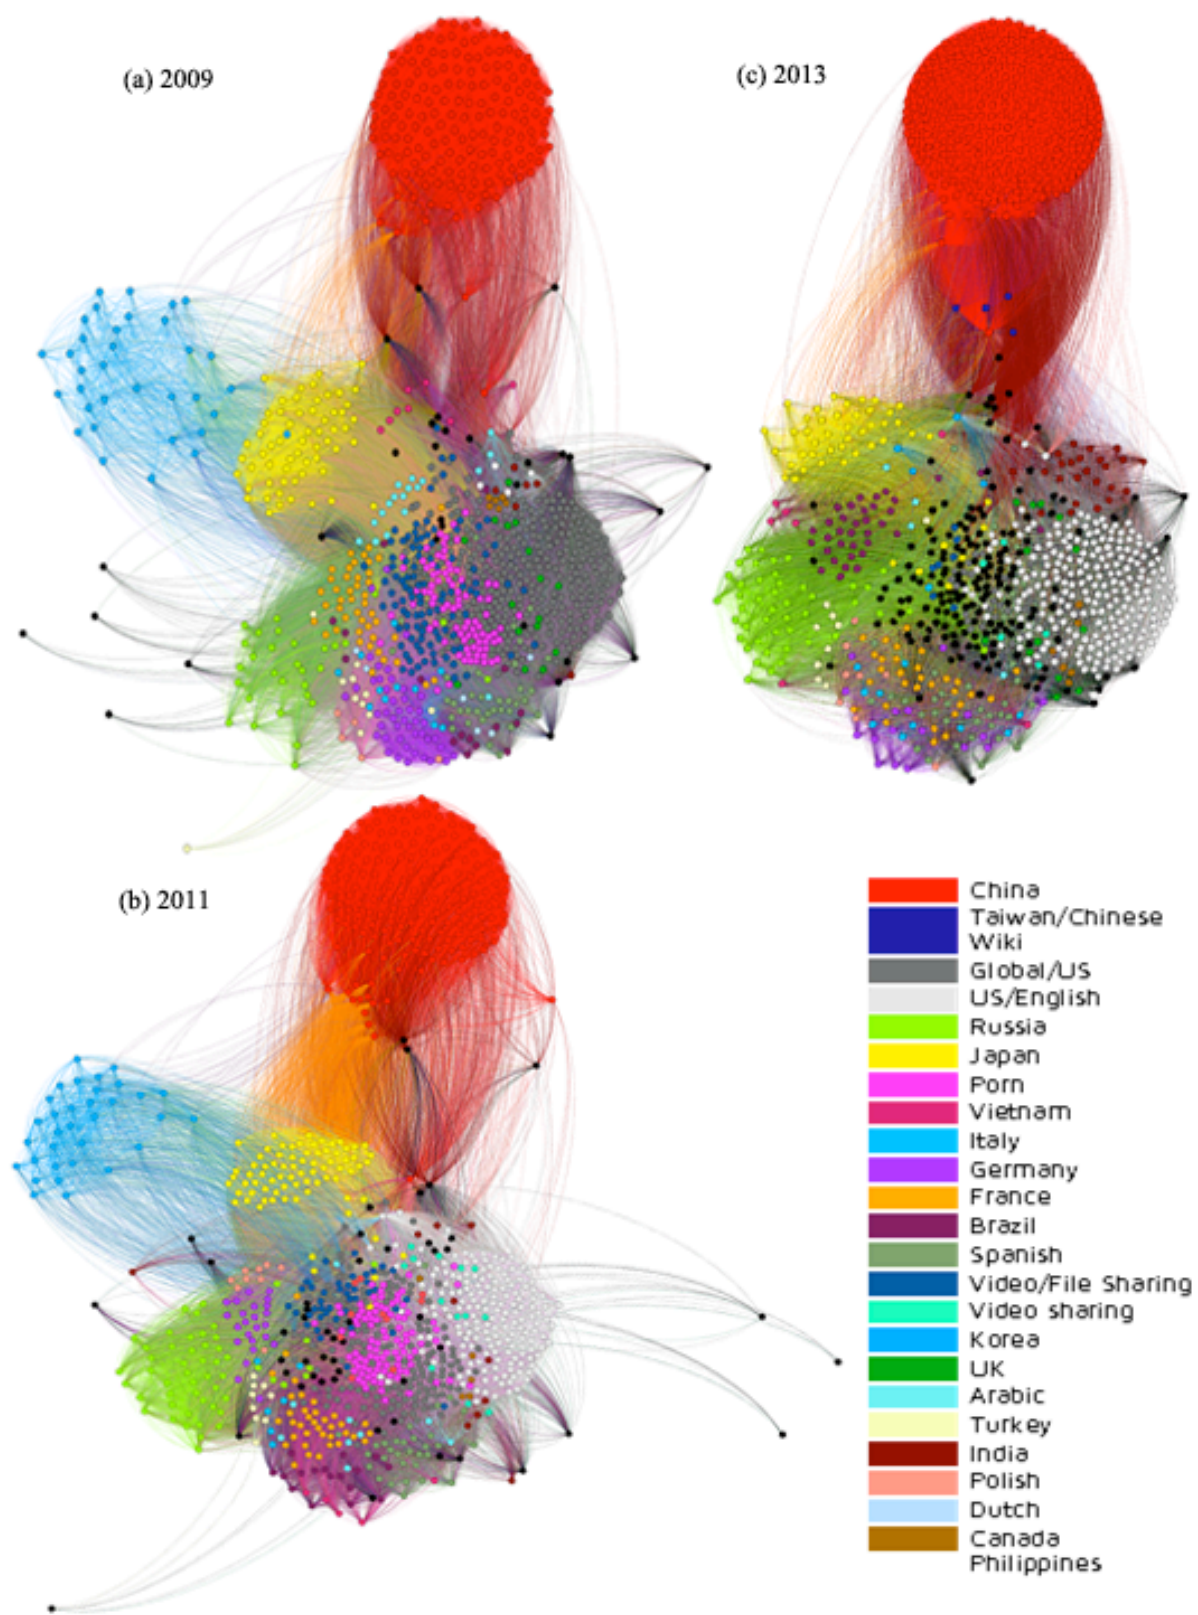 (a) 2009
(c) 2013
(b) 2011
China
Taiwan/Chinese
Wiki
Global/US
US/English
Russia
Japan
Porn
Vietnam
Italy
Germany
France
Brazil
Spanish
Video/File Sharing
Video sharing
Korea
UK
Arabic
Turkey
India
Polish
Dutch
Canada
Philippines